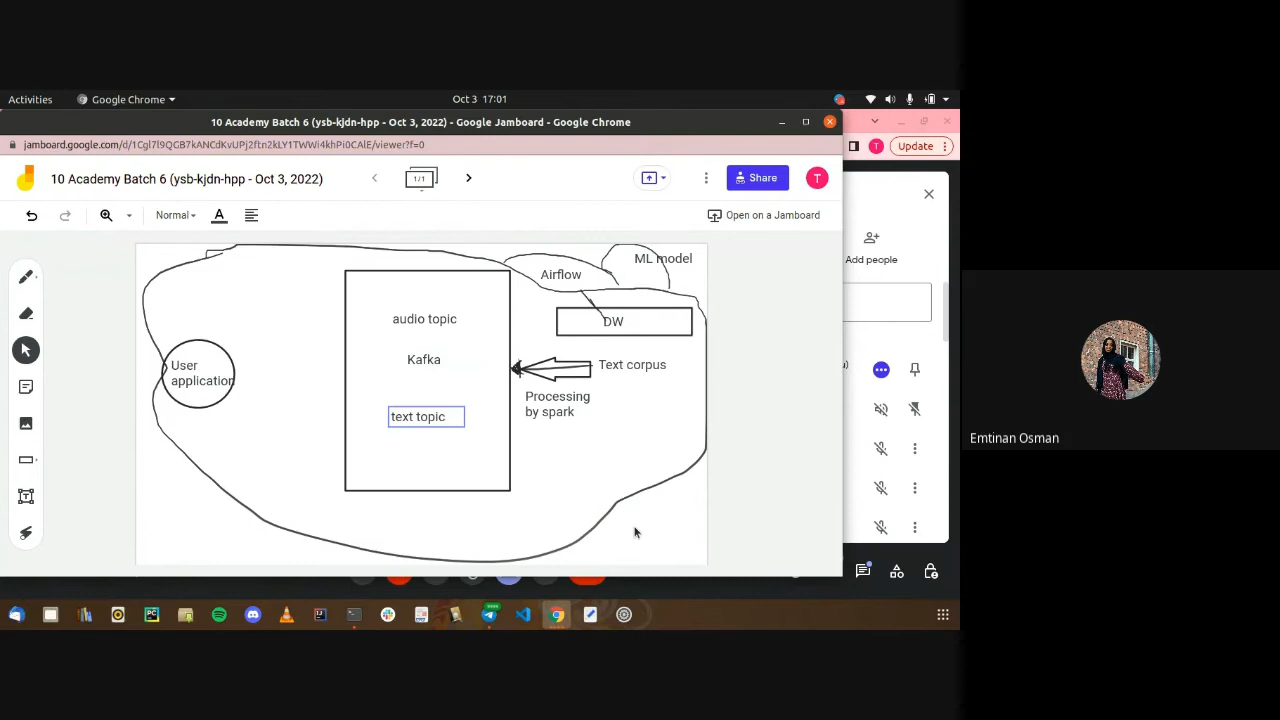 Activities
Google Chrome
Oct 3 17:01
10 Academy Batch 6 (ysb-kjdn-hpp - Oct 3, 2022) - Google Jamboard - Google Chrome
jamboard.google.com/d/1Cgl7l9QGB7kANCdKvUPj2ftn2kLY1TWWi4khPi0CAlE/viewer?f=0
T
Update
10 Academy Batch 6 (ysb-kjdn-hpp - Oct 3, 2022)
1/1
Share
T
Normal
A
Open on a Jamboard
Add people
ML model
Airflow
audio topic
DW
Kafka
Text corpus
User
application
Processing
by spark
text topic
Emtinan Osman